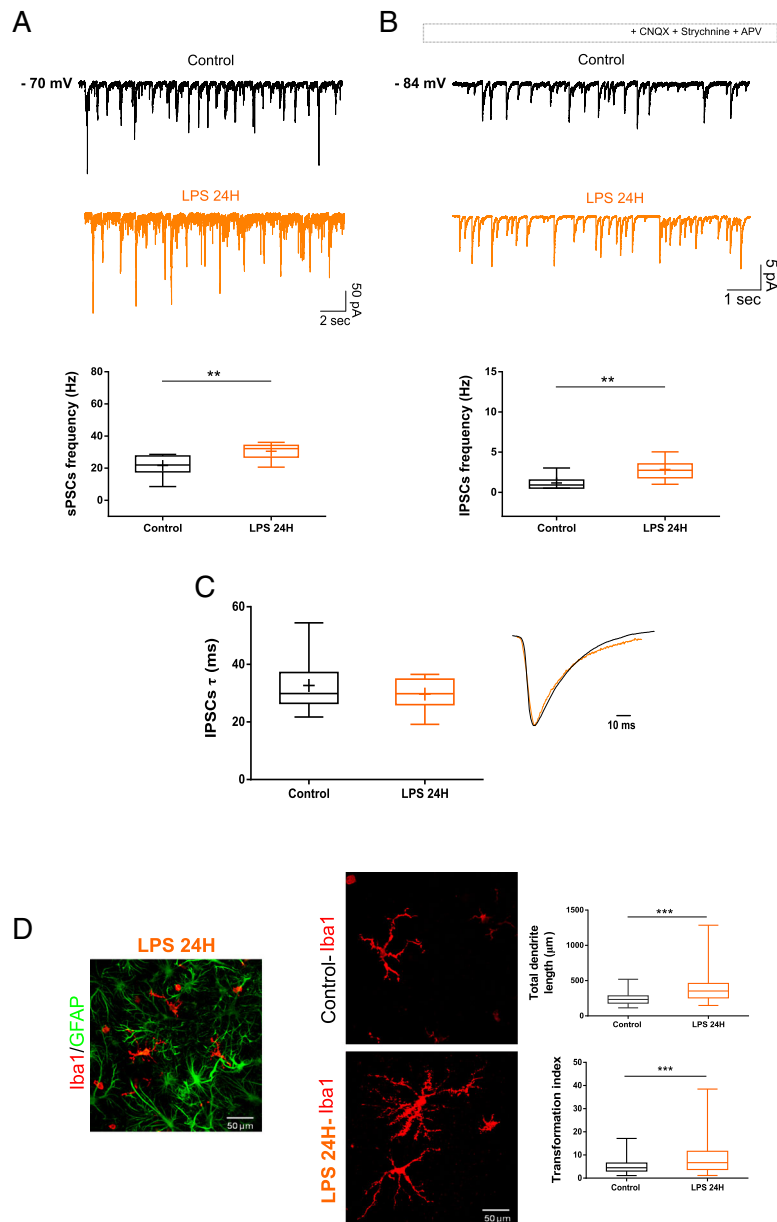 A
Control
- 70 mV
LPS 24H
50 pA
2 sec
sPSCs frequency (Hz)
80
60
40
20
0
**
Control
LPS 24H
B
+ CNQX + Strychnine + APV
Control
- 84 mV
LPS 24H
5 pA
1 sec
IPSCs frequency (Hz)
15
10
5
0
**
Control
LPS 24H
C
IPSCs τ (ms)
60
40
20
0
Control
LPS 24H
10 ms
D
LPS 24H
Iba1/GFAP
50 µm
Control- Iba1
LPS 24H- Iba1
50 µm
Total dendrite
length (µm)
1500
1000
500
0
***
Control
LPS 24H
Transformation index
50
40
30
20
10
0
***
Control
LPS 24H